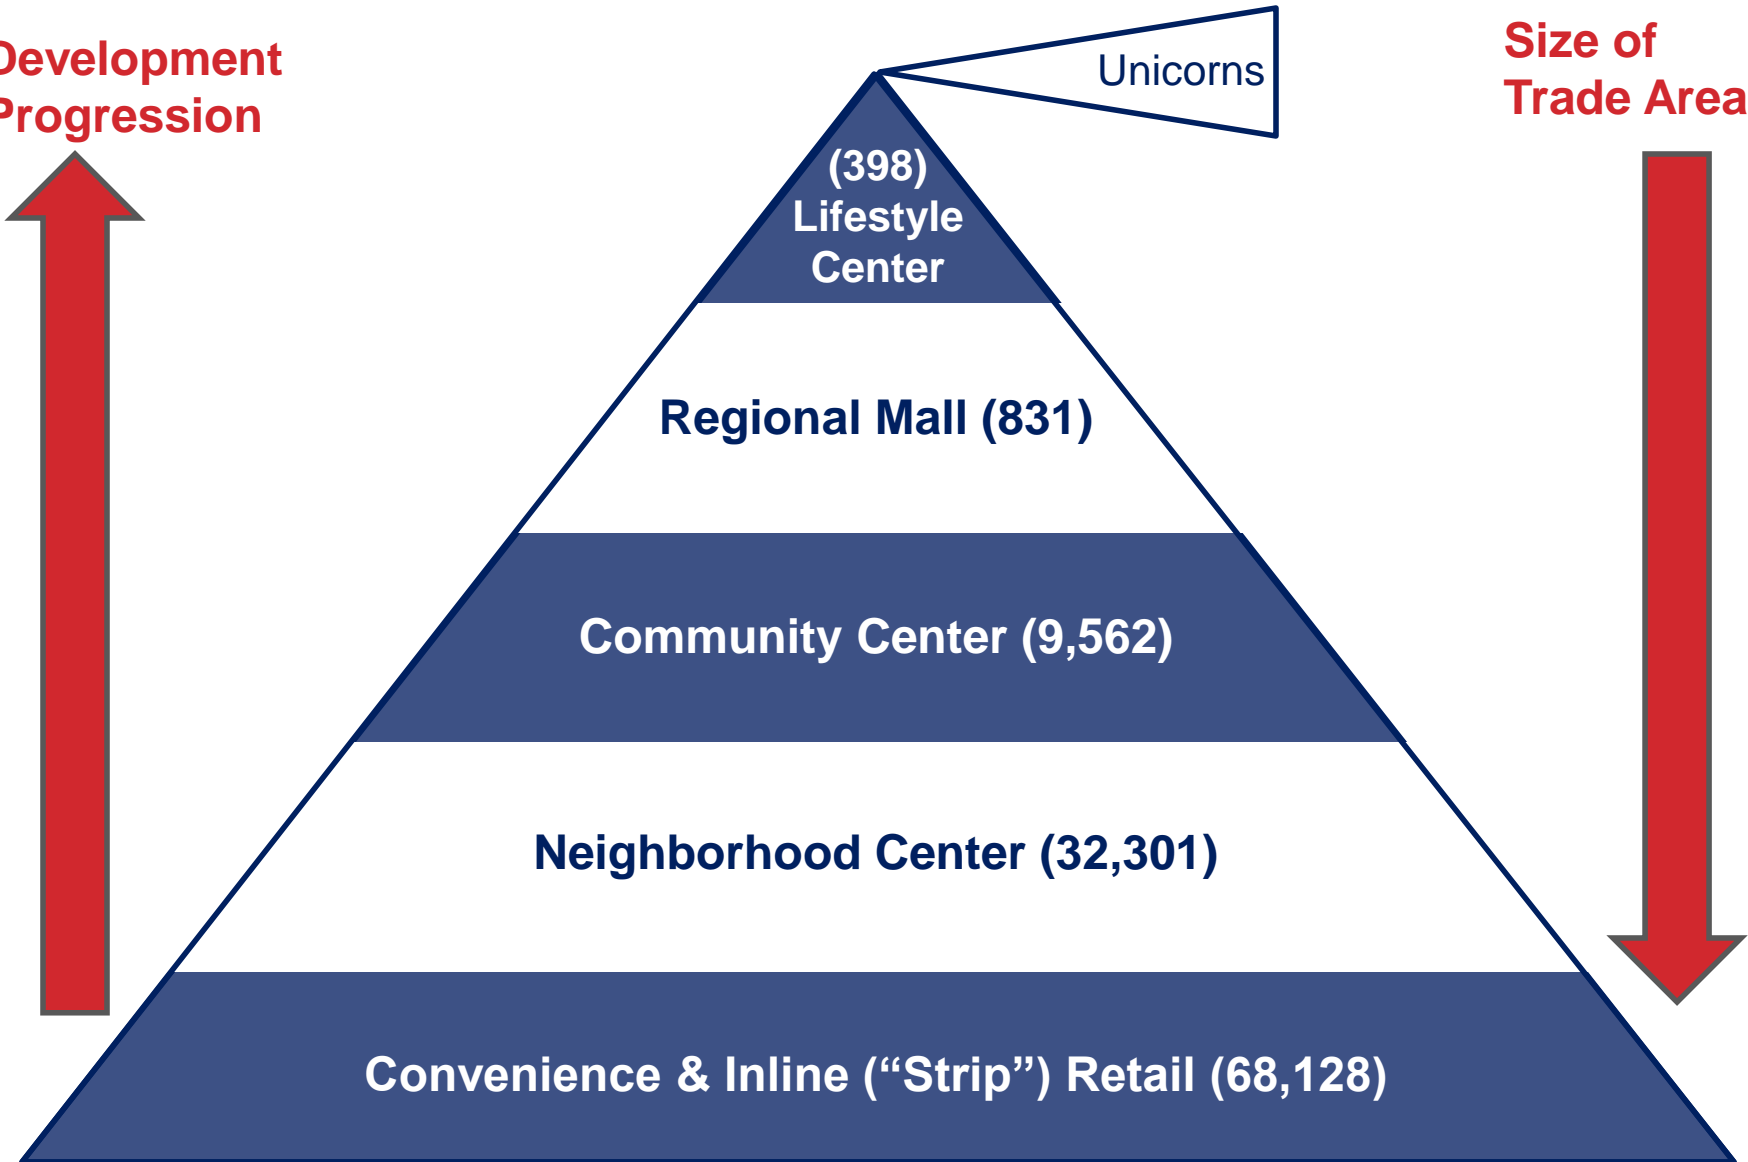 Development
Progression
Unicorns
Size of
Trade Area
(398)
Lifestyle
Center
Regional Mall (831)
Community Center (9,562)
Neighborhood Center (32,301)
Convenience & Inline (“Strip”) Retail (68,128)